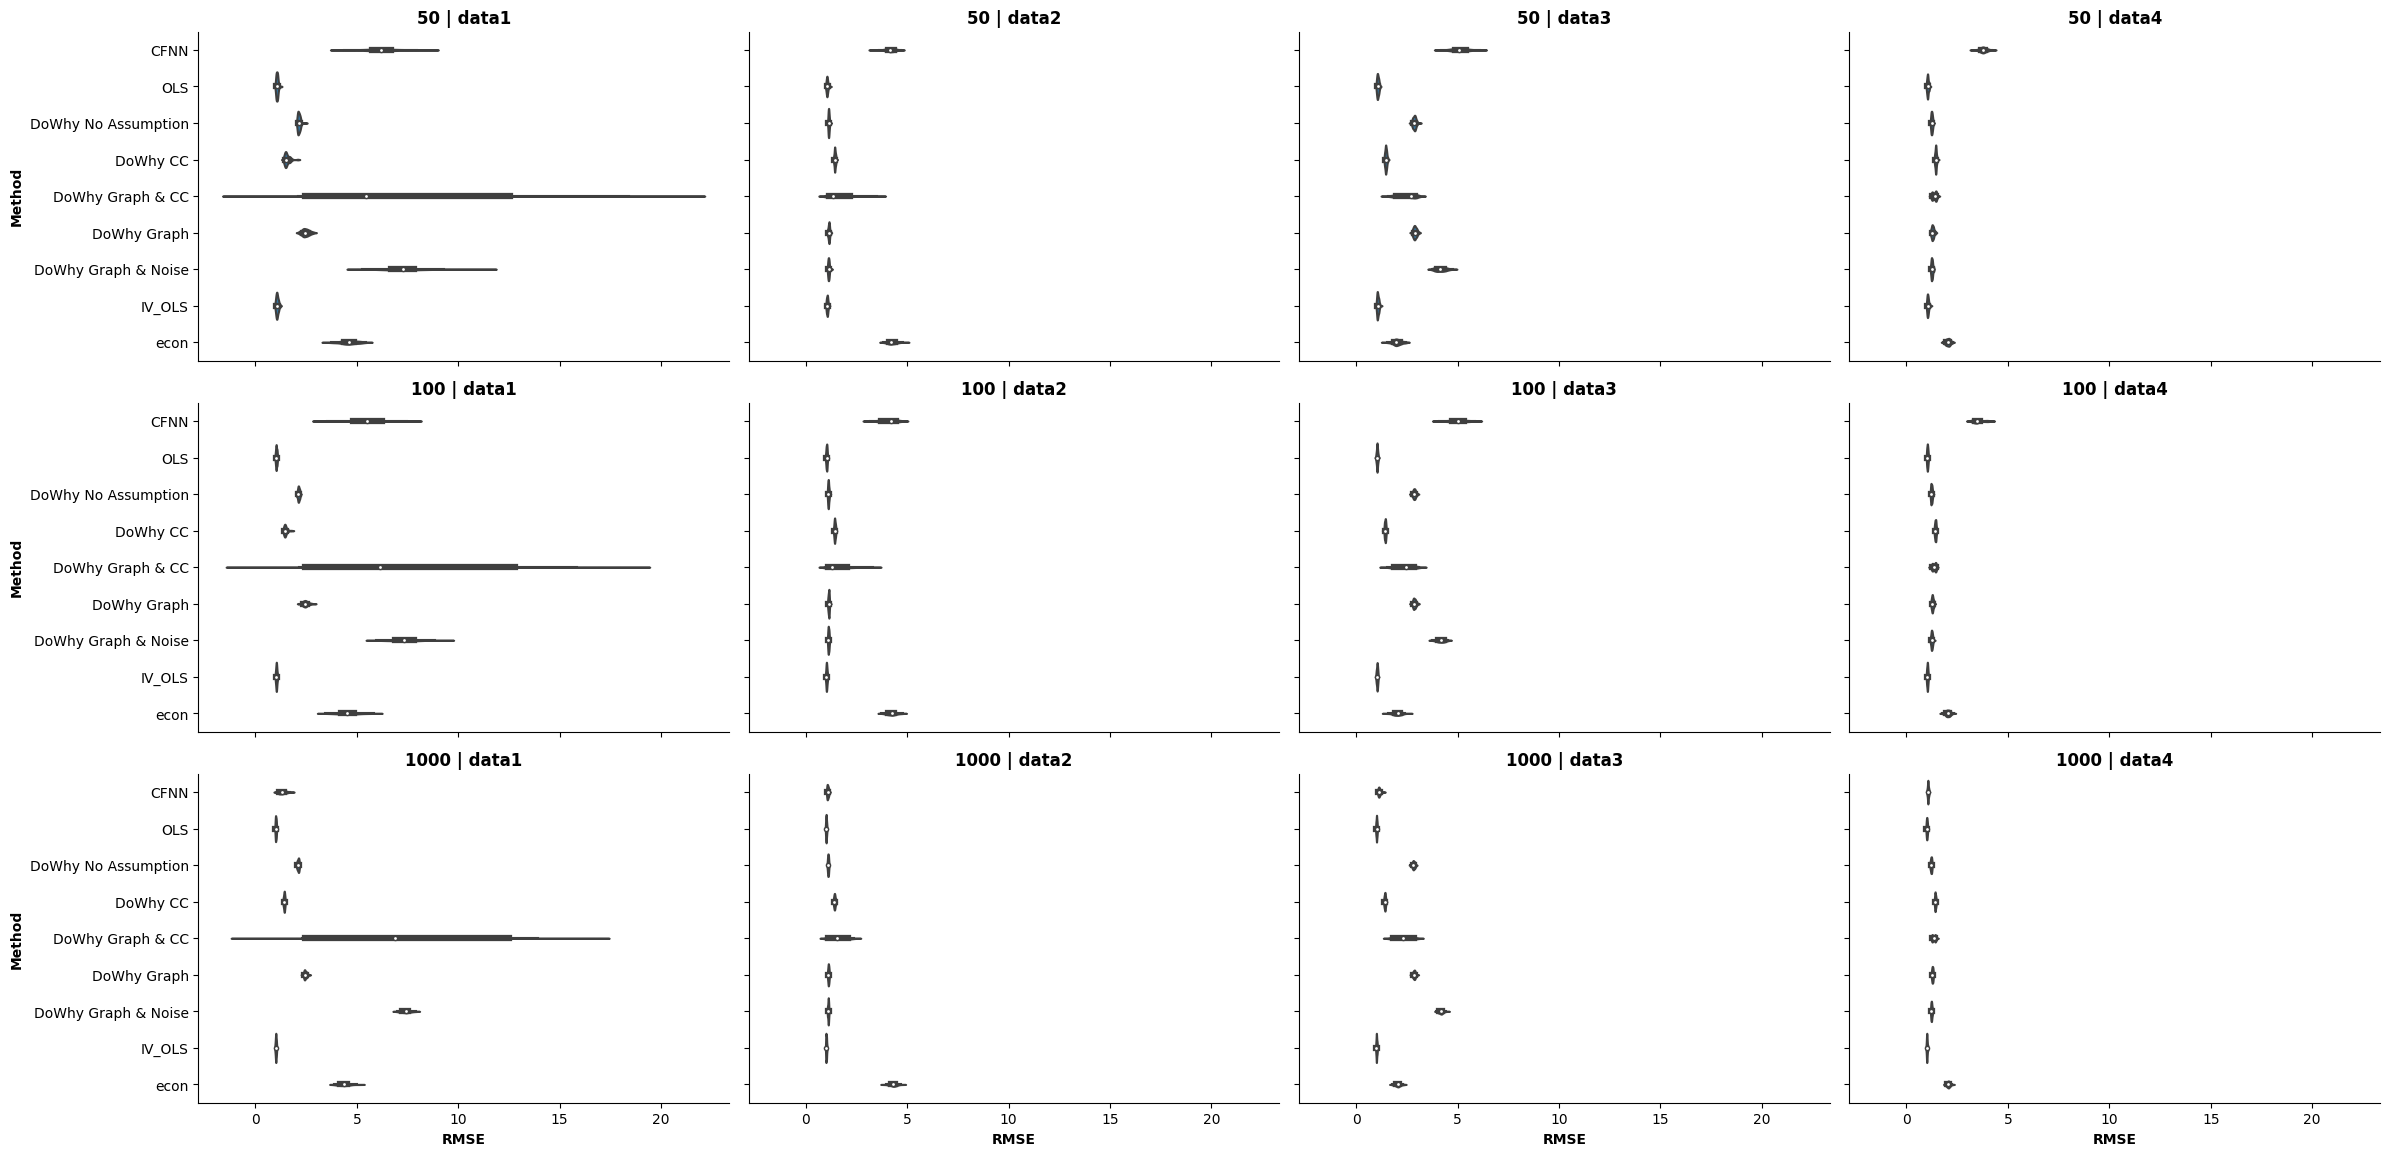 50 | data1
50 | data2
50 | data3
50 | data4
Method
CFNN
OLS
DoWhy No Assumption
DoWhy CC
DoWhy Graph & CC
DoWhy Graph
DoWhy Graph & Noise
IV_OLS
econ
100 | data1
100 | data2
100 | data3
100 | data4
Method
CFNN
OLS
DoWhy No Assumption
DoWhy CC
DoWhy Graph & CC
DoWhy Graph
DoWhy Graph & Noise
IV_OLS
econ
1000 | data1
1000 | data2
1000 | data3
1000 | data4
Method
CFNN
OLS
DoWhy No Assumption
DoWhy CC
DoWhy Graph & CC
DoWhy Graph
DoWhy Graph & Noise
IV_OLS
econ
0 5 10 15 20
0 5 10 15 20
0 5 10 15 20
0 5 10 15 20
RMSE
RMSE
RMSE
RMSE